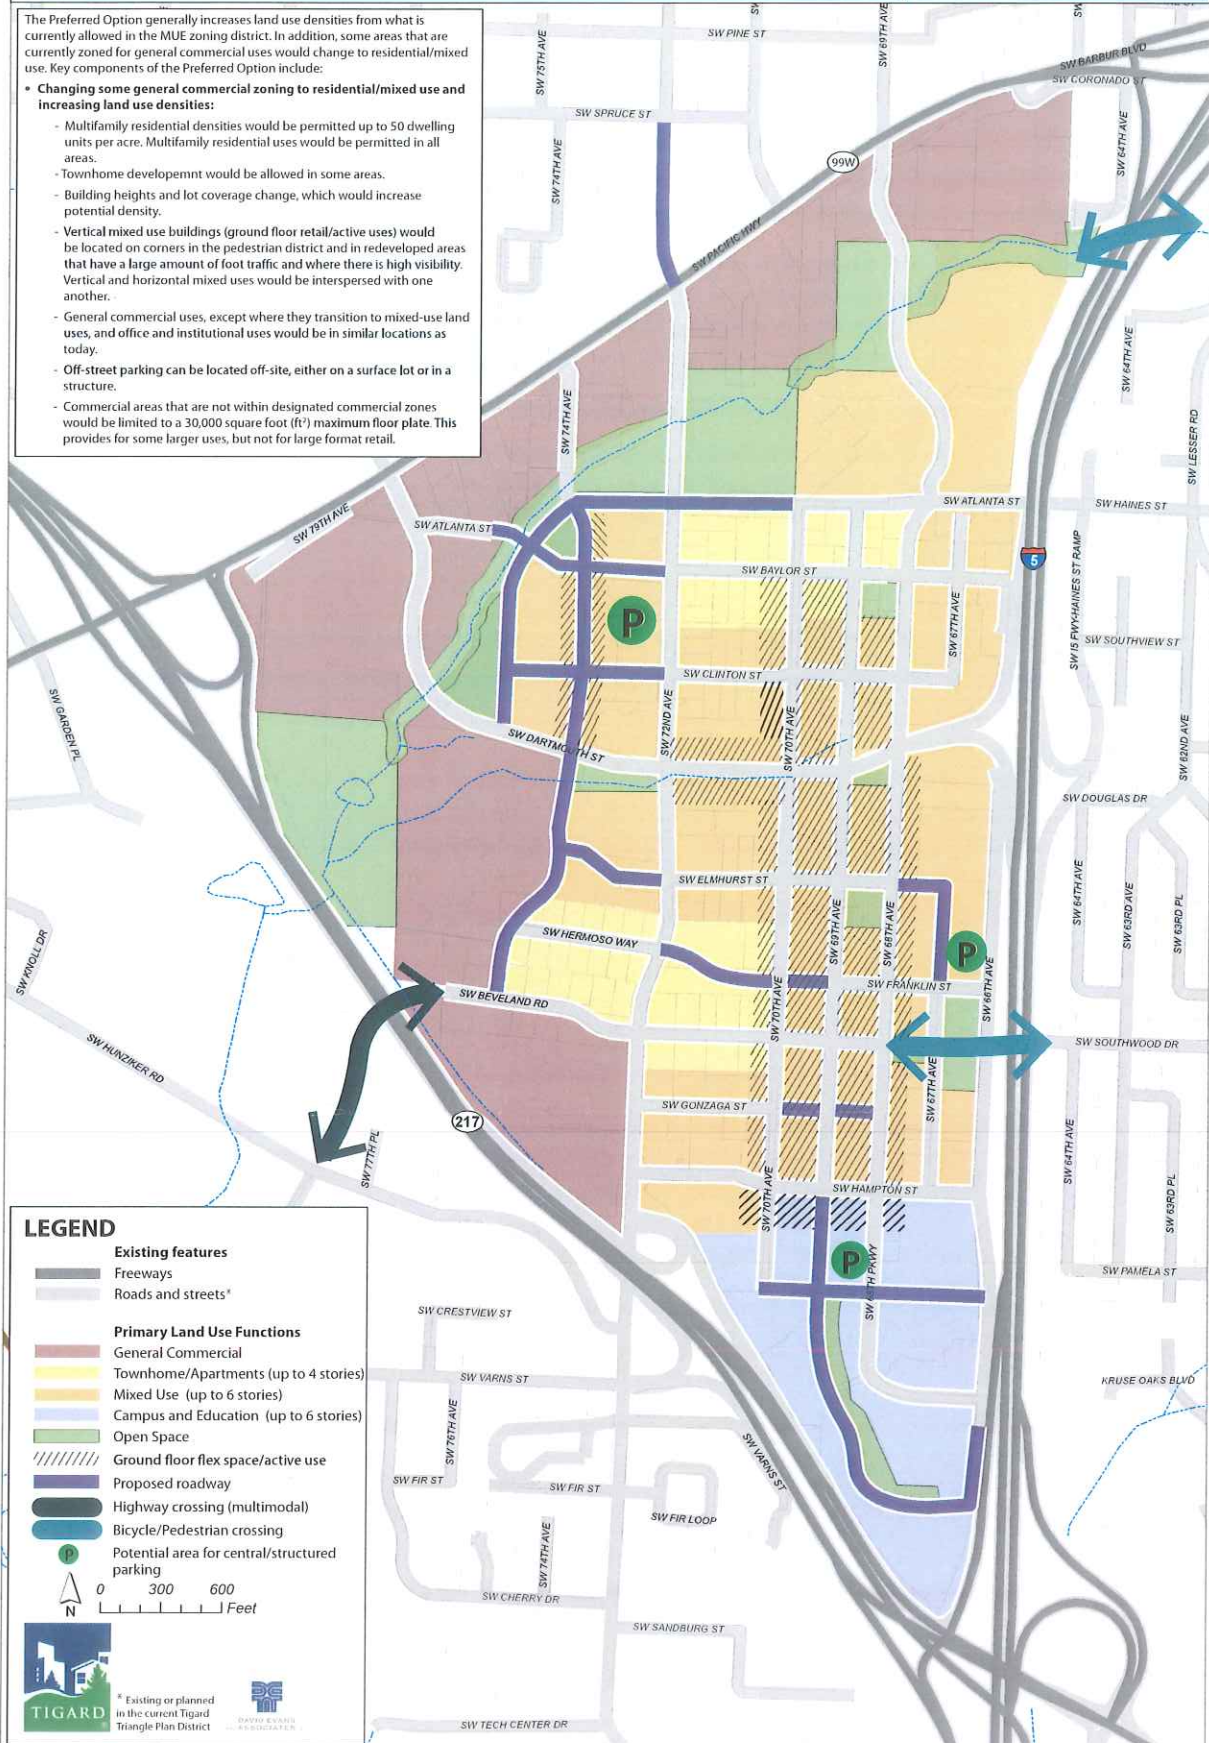 The Preferred Option generally increases land use densities from what is
currently allowed in the MUE zoning district. In addition, some areas that are
currently zoned for general commercial uses would change to residential/mixed
use. Key components of the Preferred Option include:
• Changing some general commercial zoning to residential/mixed use and
increasing land use densities:
- Multifamily residential densities would be permitted up to 50 dwelling
units per acre. Multifamily residential uses would be permitted in all
areas.
- Townhome developemnt would be allowed in some areas.
- Building heights and lot coverage change, which would increase
potential density.
- Vertical mixed use buildings (ground floor retail/active uses) would
be located on corners in the pedestrian district and in redeveloped areas
that have a large amount of foot traffic and where there is high visibility.
Vertical and horizontal mixed uses would be interspersed with one
another.
- General commercial uses, except where they transition to mixed-use land
uses, and office and institutional uses would be in similar locations as
today.
- Off-street parking can be located off-site, either on a surface lot or in a
structure.
- Commercial areas that are not within designated commercial zones
would be limited to a 30,000 square foot (ft²) maximum floor plate. This
provides for some larger uses, but not for large format retail.
SW PINE ST
SW 75TH AVE
SW 69TH AVE
SW BARBUR BLVD
SW CORONADO ST
SW SPRUCE ST
SW 74TH AVE
SW 64TH AVE
99W
SW PACIFIC HWY
SW 64TH AVE
SW 74TH AVE
SW LESSER RD
SW 79TH AVE
SW ATLANTA ST
SW ATLANTA ST
SW HAINES ST
SW BAYLOR ST
5
SW I5 FWY-HAINES ST RAMP
P
SW 67TH AVE
SW SOUTHVIEW ST
SW CLINTON ST
SW GARDEN PL
SW 72ND AVE
SW 70TH AVE
SW DARTMOUTH ST
SW 62ND AVE
SW DOUGLAS DR
SW ELMHURST ST
SW 64TH AVE
SW 63RD AVE
SW 63RD PL
SW KNOLL DR
SW HERMOSO WAY
SW 69TH AVE
SW 68TH AVE
P
SW FRANKLIN ST
SW 66TH AVE
SW BEVELAND RD
SW 70TH AVE
SW SOUTHWOOD DR
SW HUNZIKER RD
SW 67TH AVE
SW GONZAGA ST
217
SW 77TH PL
SW 64TH AVE
SW 70TH AVE
SW HAMPTON ST
SW 63RD PL
P
SW 68TH PKWY
SW PAMELA ST
SW CRESTVIEW ST
SW VARNS ST
KRUSE OAKS BLVD
SW 76TH AVE
SW VARNS ST
SW FIR ST
SW FIR ST
SW FIR LOOP
SW 74TH AVE
SW CHERRY DR
SW SANDBURG ST
SW TECH CENTER DR
LEGEND
Existing features
Freeways
Roads and streets*
Primary Land Use Functions
General Commercial
Townhome/Apartments (up to 4 stories)
Mixed Use (up to 6 stories)
Campus and Education (up to 6 stories)
Open Space
Ground floor flex space/active use
Proposed roadway
Highway crossing (multimodal)
Bicycle/Pedestrian crossing
P Potential area for central/structured
parking
0 300 600
Feet
N
TIGARD
* Existing or planned
in the current Tigard
Triangle Plan District
DAVID EVANS
ASSOCIATES